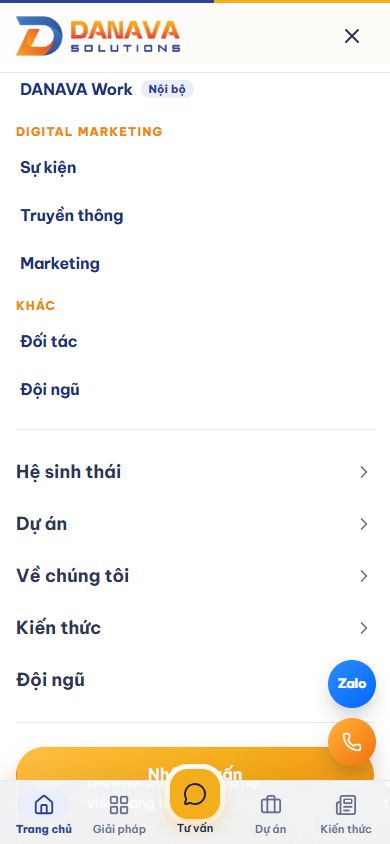 DANAVA
SOLUTIONS
DANAVA Work Nội bộ
DIGITAL MARKETING
Sự kiện
Truyền thông
Marketing
KHÁC
Đối tác
Đội ngũ
Hệ sinh thái
Dự án
Về chúng tôi
Kiến thức
Đội ngũ
Zalo
Trang chủ
Giải pháp
Tư vấn
Dự án
Kiến thức